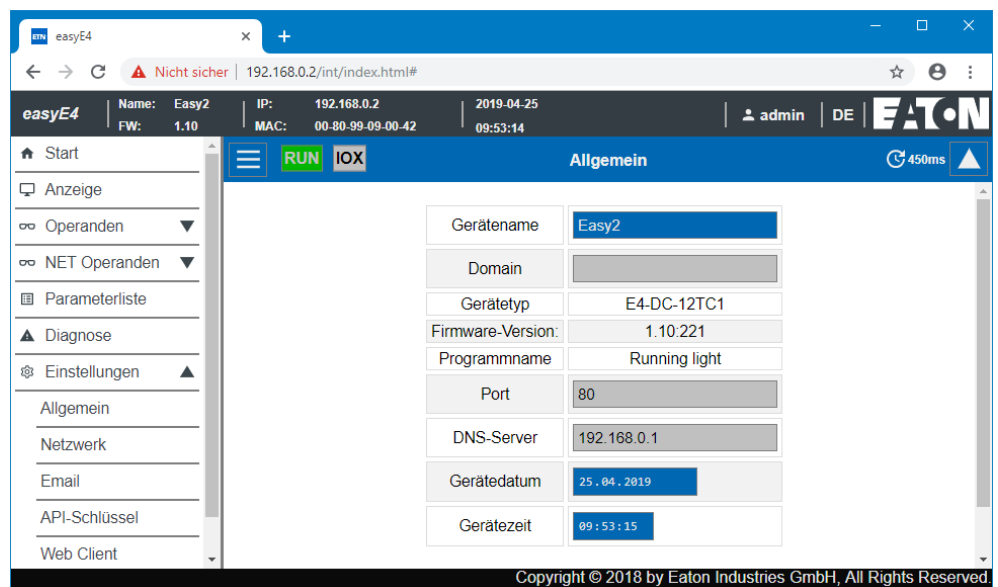 ETN easyE4
Nicht sicher | 192.168.0.2/int/index.html#
easyE4 Name: Easy2 IP: 192.168.0.2 2019-04-25 admin DE EATON
FW: 1.10 MAC: 00-80-99-09-00-42 09:53:14
Start
RUN IOX Allgemein 450ms
Anzeige
Operanden
NET Operanden
Parameterliste
Diagnose
Einstellungen
Allgemein
Netzwerk
Email
API-Schlüssel
Web Client
Gerätename Easy2
Domain
Gerätetyp E4-DC-12TC1
Firmware-Version: 1.10:221
Programmname Running light
Port 80
DNS-Server 192.168.0.1
Gerätedatum 25.04.2019
Gerätezeit 09:53:15
Copyright © 2018 by Eaton Industries GmbH, All Rights Reserved